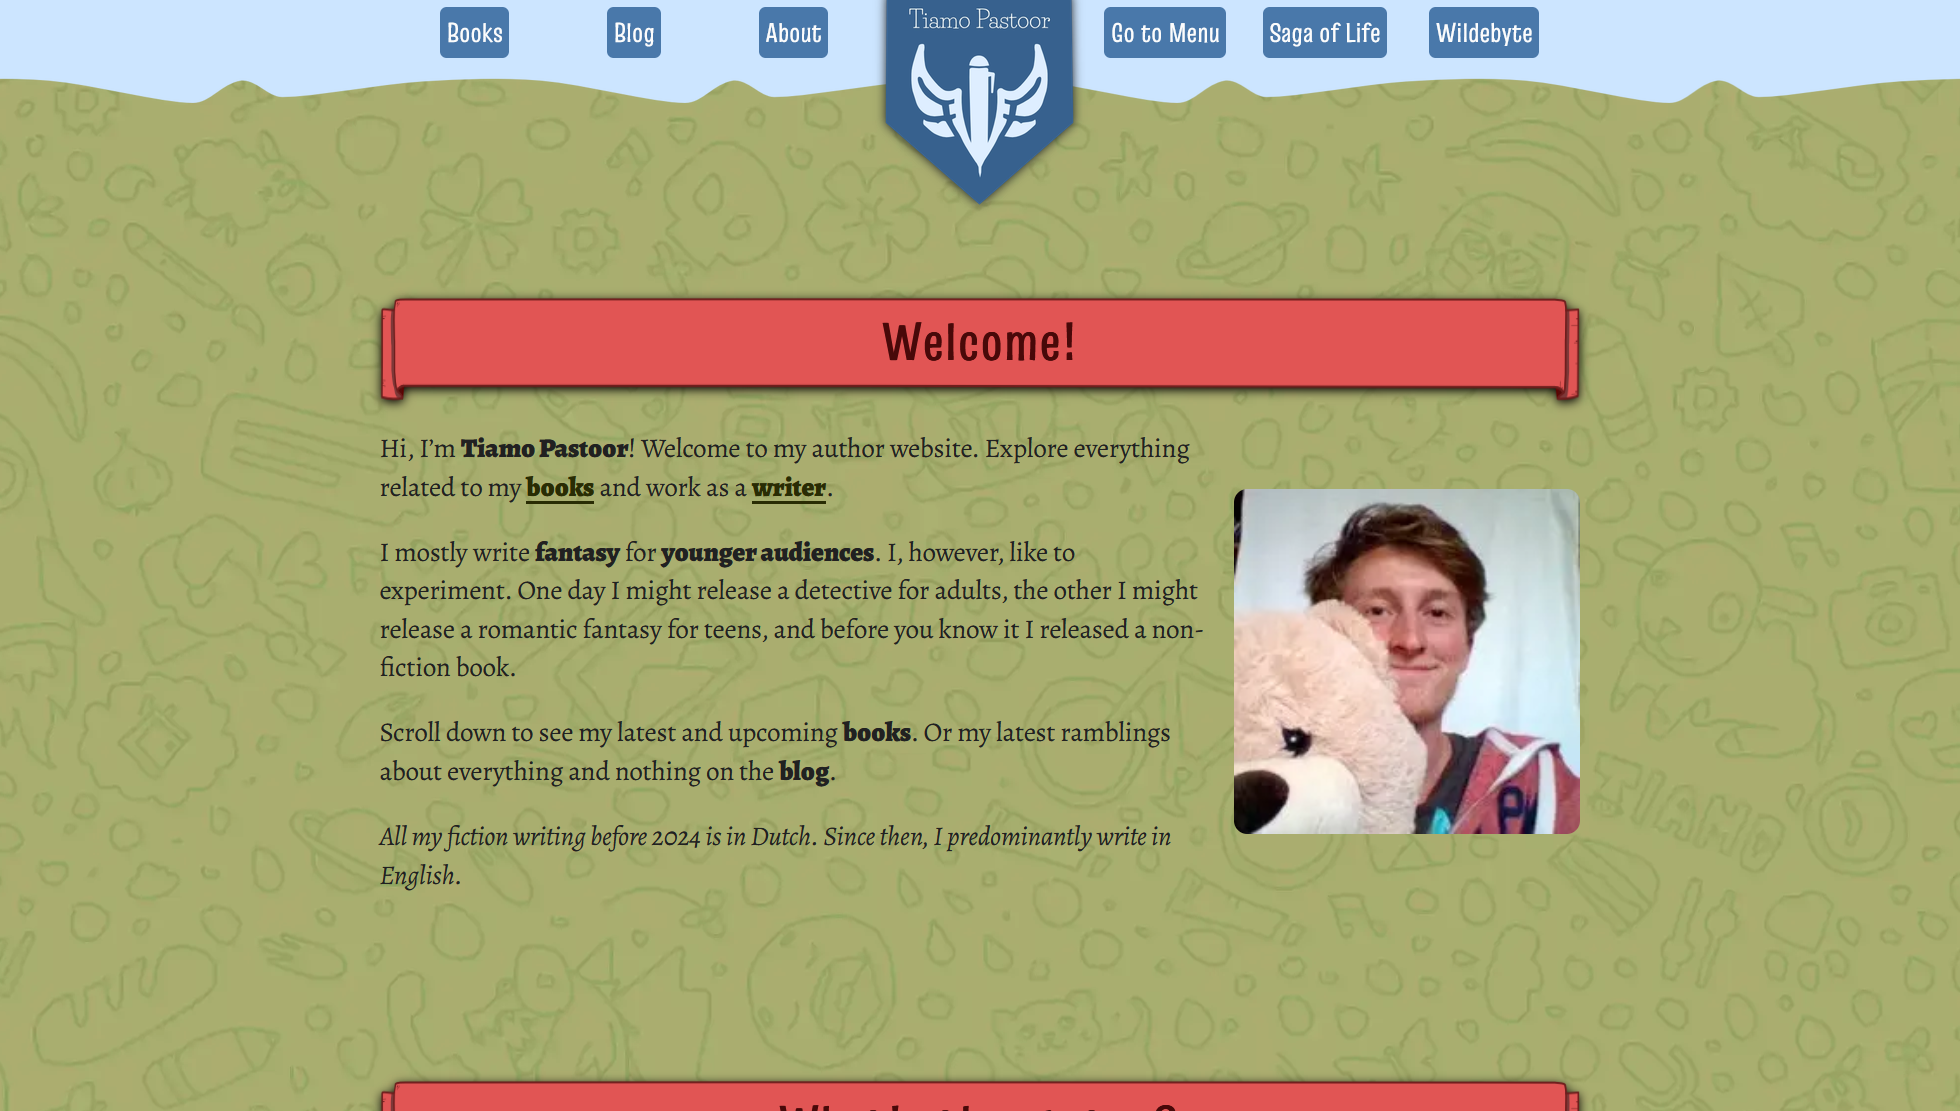 Books
Blog
About
Tiamo Pastoor
Go to Menu
Saga of Life
Wildebyte
Welcome!
Hi, I’m Tiamo Pastoor! Welcome to my author website. Explore everything
related to my books and work as a writer.
I mostly write fantasy for younger audiences. I, however, like to
experiment. One day I might release a detective for adults, the other I might
release a romantic fantasy for teens, and before you know it I released a non-
fiction book.
Scroll down to see my latest and upcoming books. Or my latest ramblings
about everything and nothing on the blog.
All my fiction writing before 2024 is in Dutch. Since then, I predominantly write in
English.
TIAMO